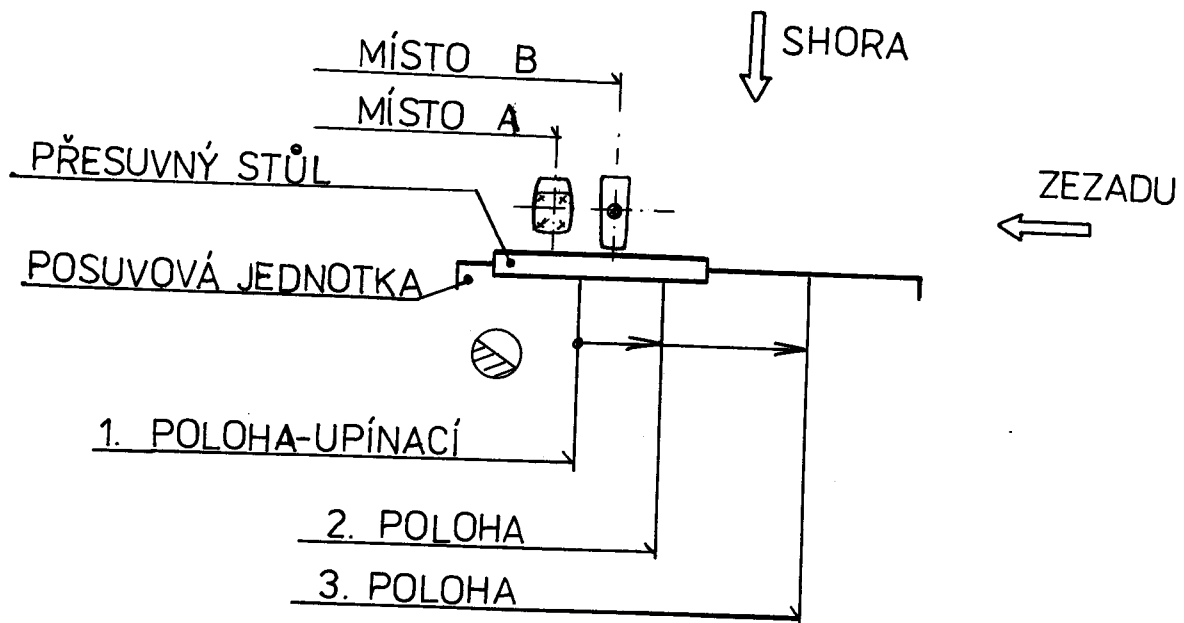 SHORA
MÍSTO B
MÍSTO A
PŘESUVNÝ STŮL
ZEZADU
POSUVOVÁ JEDNOTKA
1. POLOHA-UPÍNACÍ
2. POLOHA
3. POLOHA